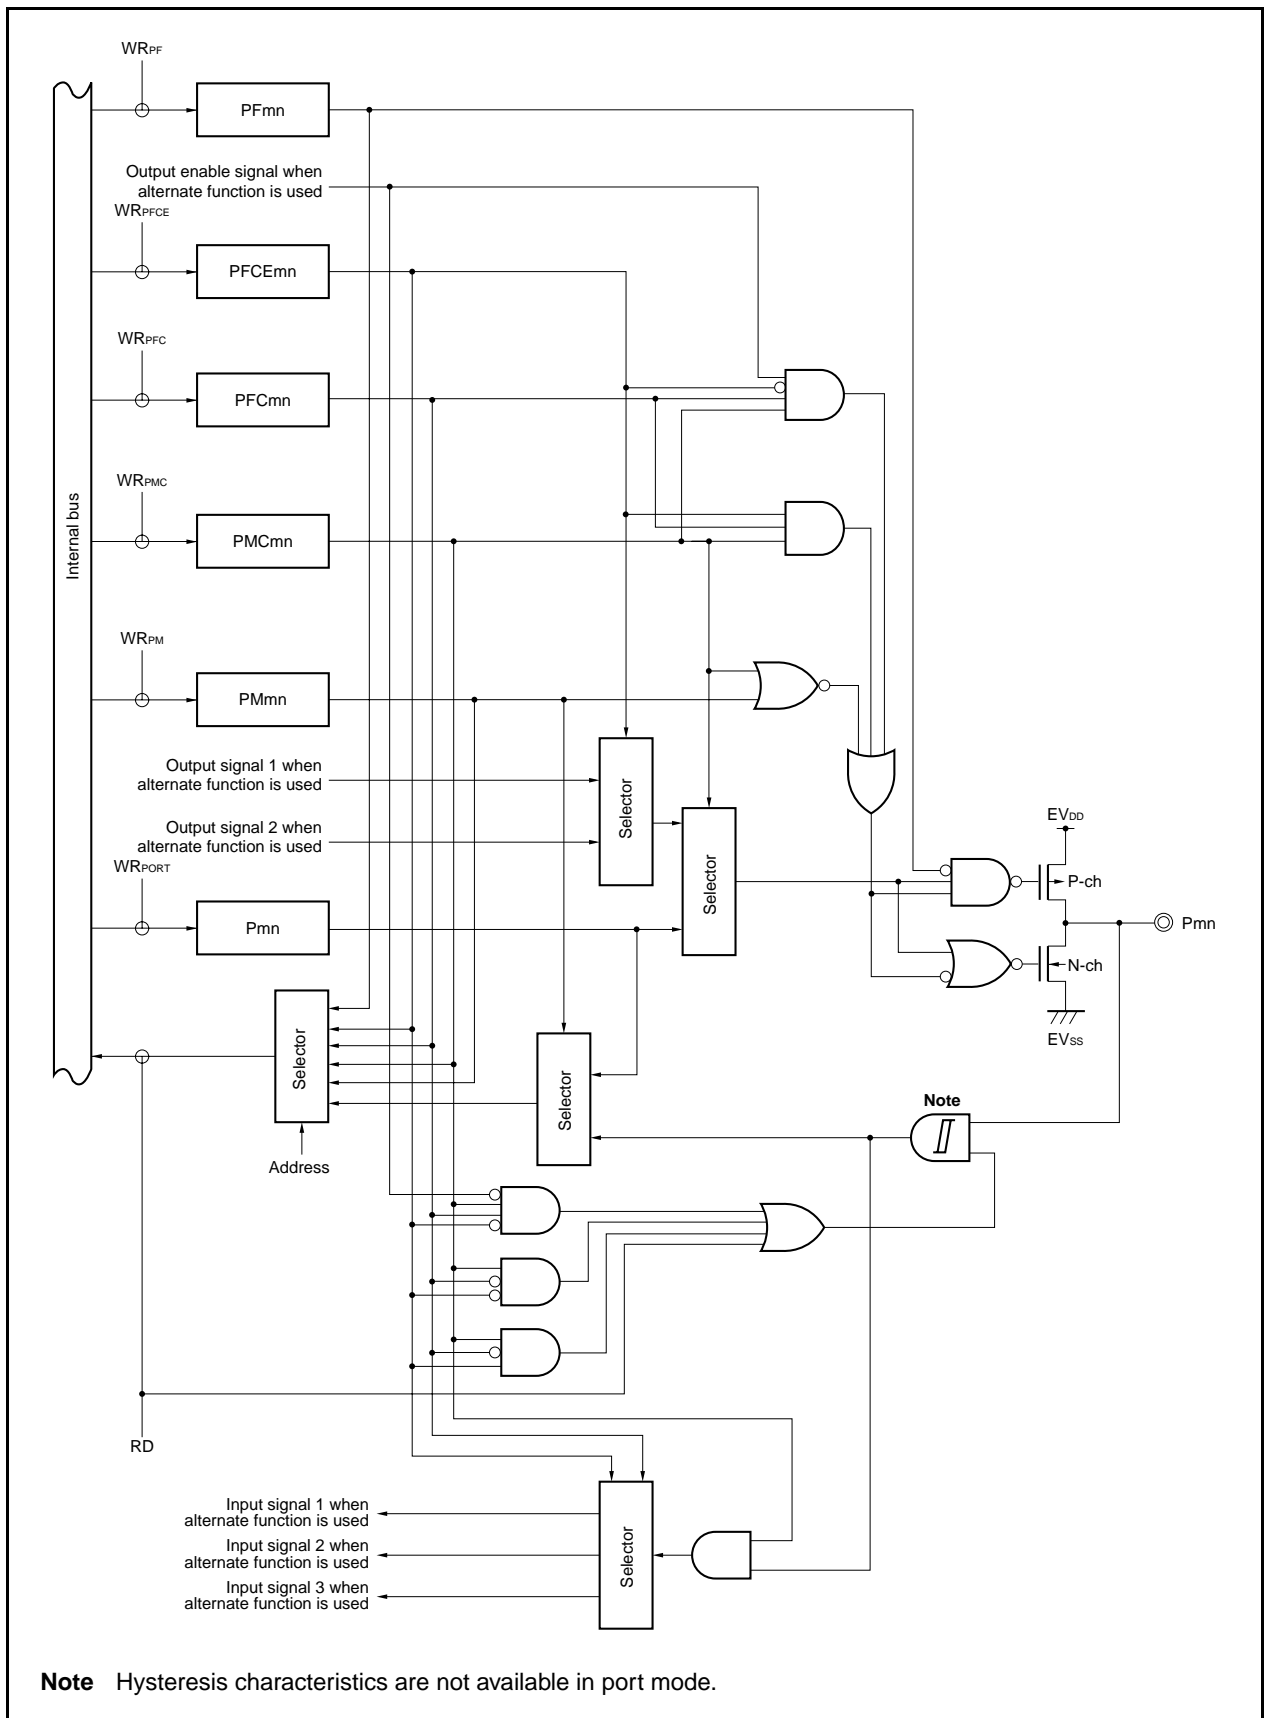 WRPF
PFmn
Output enable signal when
alternate function is used
WRPFCE
PFCEmn
WRPFC
PFCmn
WRPMC
PMCmn
Internal bus
WRPM
PMmn
Output signal 1 when
alternate function is used
Selector
Output signal 2 when
alternate function is used
Selector
WRPORT
Pmn
EVDD
P-ch
Pmn
N-ch
EVSS
Selector
Selector
Note
Address
RD
Input signal 1 when
alternate function is used
Input signal 2 when
alternate function is used
Input signal 3 when
alternate function is used
Selector
Note Hysteresis characteristics are not available in port mode.